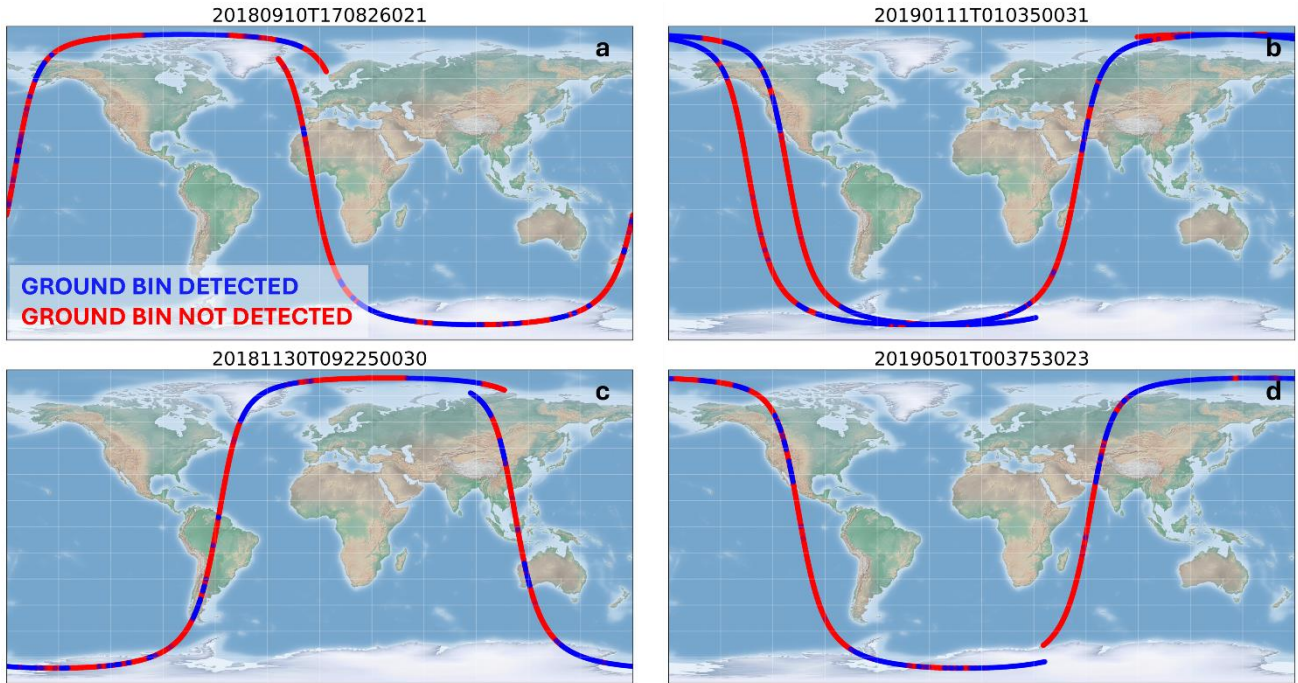 20180910T170826021
20190111T010350031
a
b
GROUND BIN DETECTED
GROUND BIN NOT DETECTED
20181130T092250030
20190501T003753023
c
d